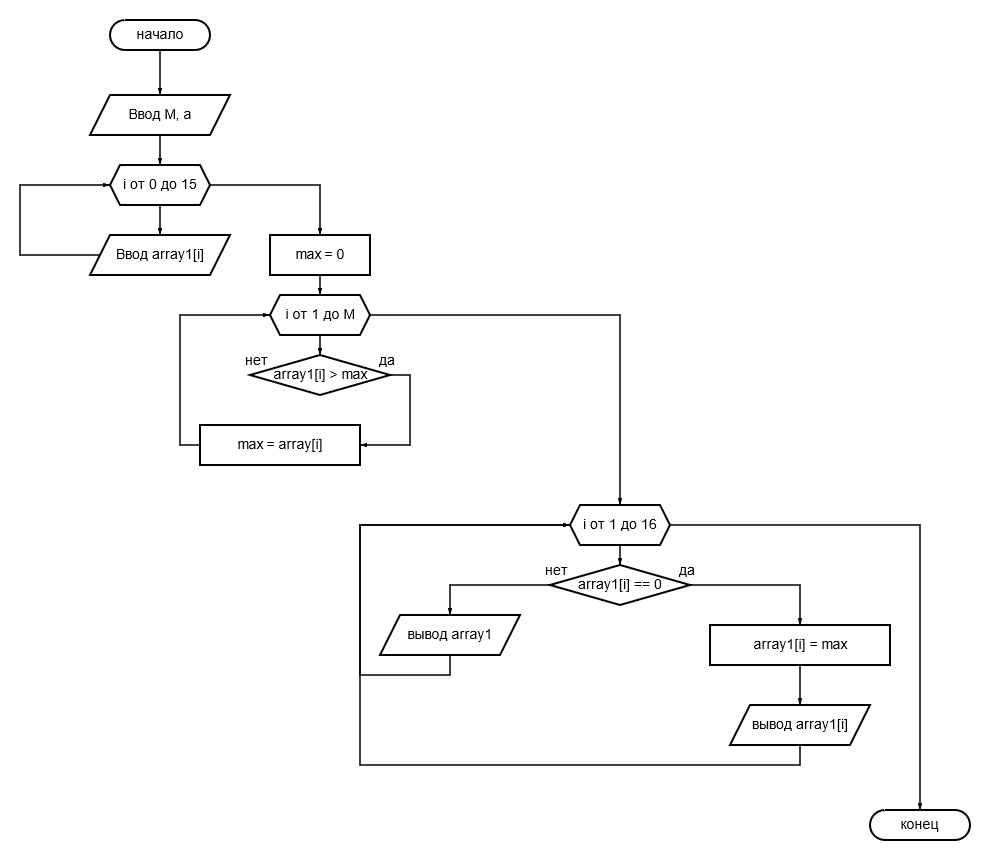 начало
Ввод M, a
i от 0 до 15
Ввод array1[i]
max = 0
i от 1 до M
нет
да
array1[i] > max
max = array[i]
i от 1 до 16
нет
да
array1[i] == 0
вывод array1
array1[i] = max
вывод array1[i]
конец